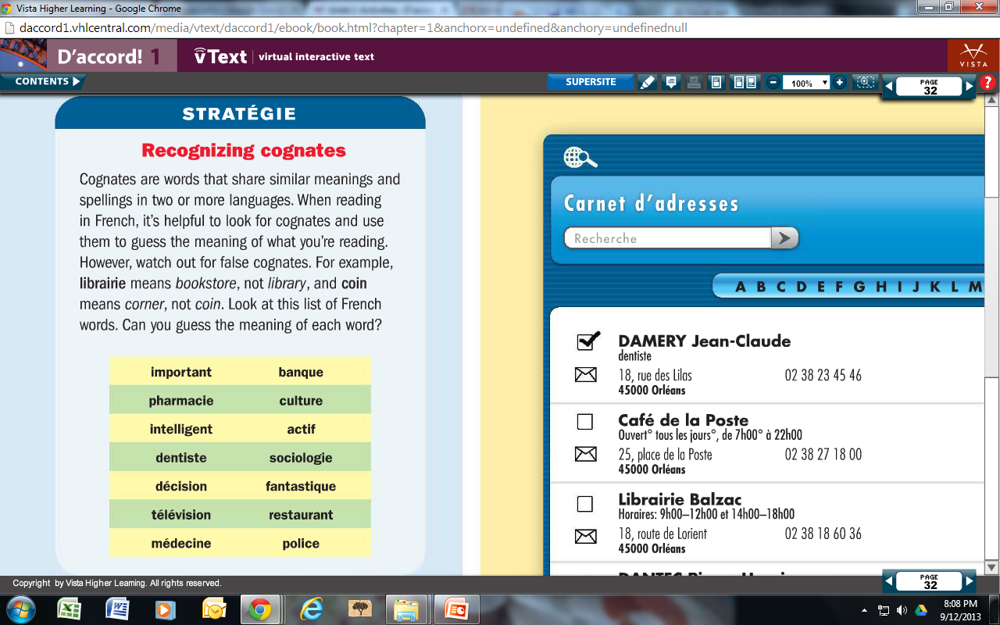 Vista Higher Learning - Google Chrome
daccord1.vhlcentral.com/media/vtext/daccord1/ebook/book.html?chapter=1&anchorx=undefined&anchory=undefinednull
D'accord! 1
vText | virtual interactive text
VISTA
CONTENTS
SUPERSITE
100%
PAGE
32
?
STRATÉGIE
Recognizing cognates
Cognates are words that share similar meanings and
spellings in two or more languages. When reading
in French, it's helpful to look for cognates and use
them to guess the meaning of what you're reading.
However, watch out for false cognates. For example,
librairie means bookstore, not library, and coin
means corner, not coin. Look at this list of French
words. Can you guess the meaning of each word?
important banque
pharmacie culture
intelligent actif
dentiste sociologie
décision fantastique
télévision restaurant
médecine police
Carnet d'adresses
Recherche
A B C D E F G H I J K L M
DAMERY Jean-Claude
dentiste
18, rue des Lilas 02 38 23 45 46
45000 Orléans
Café de la Poste
Ouvert° tous les jours°, de 7h00° à 22h00
25, place de la Poste 02 38 27 18 00
45000 Orléans
Librairie Balzac
Horaires: 9h00–12h00 et 14h00–18h00
18, route de Lorient 02 38 18 60 36
45000 Orléans
Copyright by Vista Higher Learning. All rights reserved.
PAGE
32
8:08 PM
9/12/2013